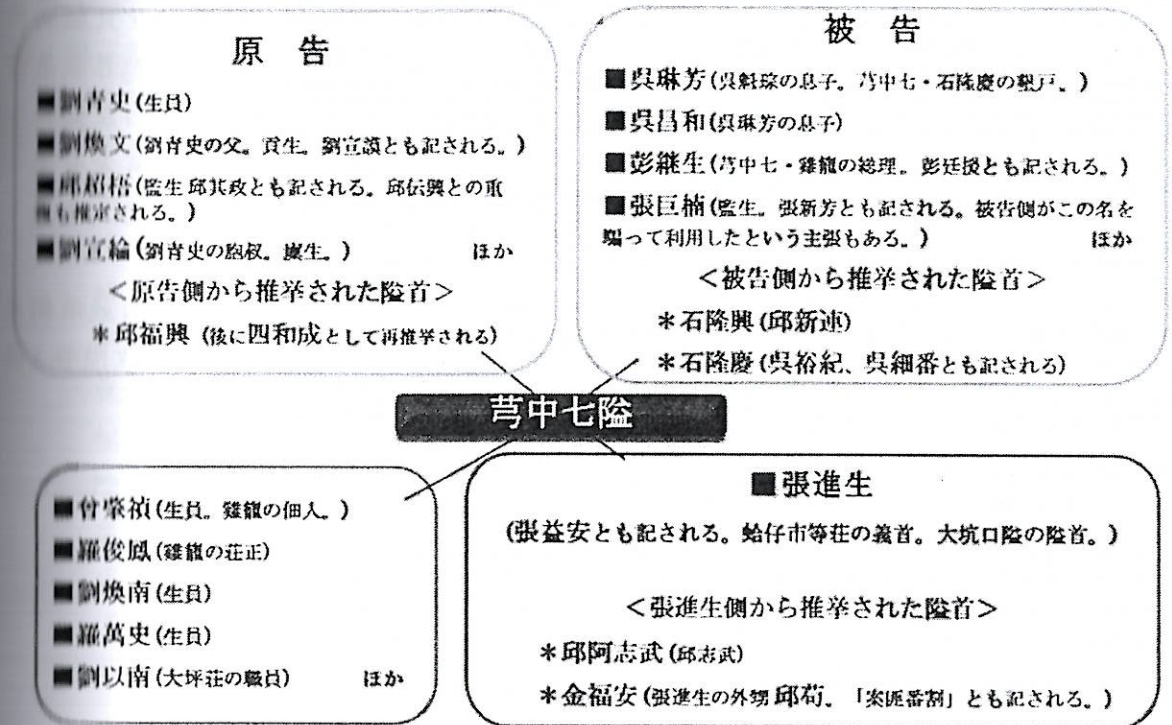 原 告
■劉青史(生員)
■劉煥文(劉青史の父。貢生。劉宣謨とも記される。)
■邱超梧(監生 邱其政とも記される。邱伝興との重
も推定される。)
■劉宣綸(劉青史の胞叔。廩生。) ほか
＜原告側から推挙された隘首＞
＊邱福興 (後に四和成として再推挙される)
被 告
■呉琳芳(呉魁琮の息子。芎中七・石隆慶の墾戸。)
■呉昌和(呉琳芳の息子)
■彭継生(芎中七・雞籠の総理。彭廷援とも記される。)
■張巨楠(監生。張新芳とも記される。被告側がこの名を
騙って利用したという主張もある。) ほか
＜被告側から推挙された隘首＞
＊石隆興(邱新連)
＊石隆慶(呉裕紀、呉細番とも記される)
芎中七隘
■曾肇禎(生員。雞籠の佃人。)
■羅俊鳳(雞籠の荘正)
■劉煥南(生員)
■羅萬史(生員)
■劉以南(大坪荘の職員) ほか
■張進生
(張益安とも記される。蛤仔市等荘の義首。大坑口隘の隘首。)
＜張進生側から推挙された隘首＞
＊邱阿志武(邱志武)
＊金福安(張進生の外甥 邱苟。「案匪番割」とも記される。)